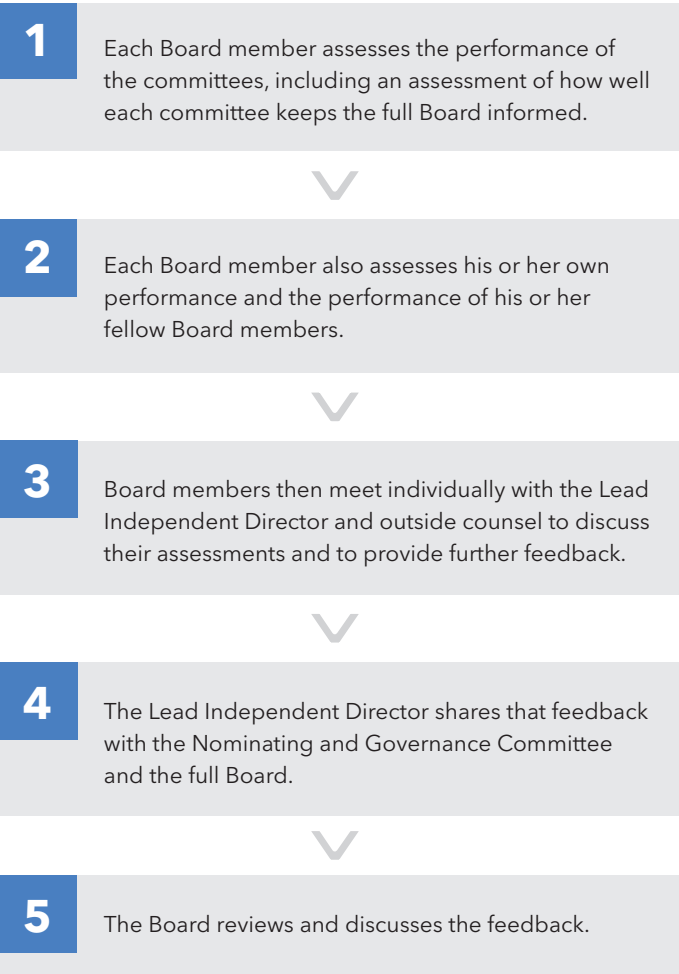 1
Each Board member assesses the performance of
the committees, including an assessment of how well
each committee keeps the full Board informed.
2
Each Board member also assesses his or her own
performance and the performance of his or her
fellow Board members.
3
Board members then meet individually with the Lead
Independent Director and outside counsel to discuss
their assessments and to provide further feedback.
4
The Lead Independent Director shares that feedback
with the Nominating and Governance Committee
and the full Board.
5
The Board reviews and discusses the feedback.